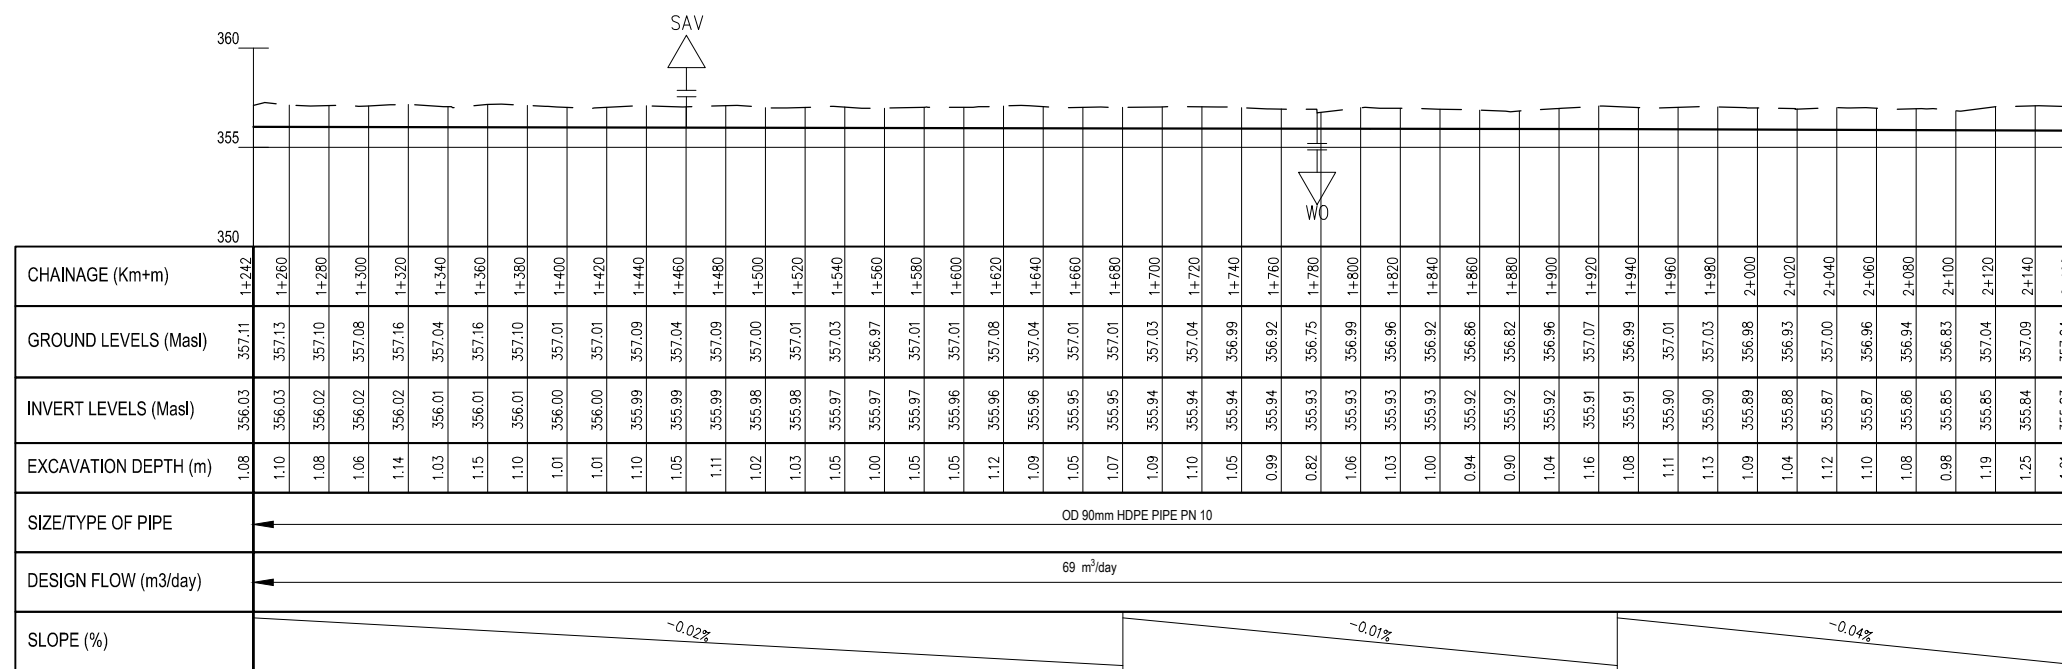 SAV
360
355
WO
350
CHAINAGE (Km+m) 1+242 1+260 1+280 1+300 1+320 1+340 1+360 1+380 1+400 1+420 1+440 1+460 1+480 1+500 1+520 1+540 1+560 1+580 1+600 1+620 1+640 1+660 1+680 1+700 1+720 1+740 1+760 1+780 1+800 1+820 1+840 1+860 1+880 1+900 1+920 1+940 1+960 1+980 2+000 2+020 2+040 2+060 2+080 2+100 2+120 2+140
GROUND LEVELS (Masl) 357.11 357.13 357.10 357.08 357.16 357.04 357.16 357.10 357.01 357.01 357.09 357.04 357.09 357.00 357.01 357.03 356.97 357.01 357.01 357.08 357.04 357.01 357.01 357.03 357.04 356.99 356.92 356.75 356.99 356.96 356.92 356.86 356.82 356.96 357.07 356.99 357.01 357.03 356.98 356.93 357.00 356.96 356.94 356.83 357.04 357.09
INVERT LEVELS (Masl) 356.03 356.03 356.02 356.02 356.02 356.01 356.01 356.01 356.00 356.00 355.99 355.99 355.99 355.98 355.98 355.97 355.97 355.97 355.96 355.96 355.96 355.95 355.95 355.94 355.94 355.94 355.94 355.93 355.93 355.93 355.93 355.92 355.92 355.92 355.91 355.91 355.90 355.90 355.89 355.88 355.87 355.87 355.86 355.85 355.85 355.84
EXCAVATION DEPTH (m) 1.08 1.10 1.08 1.06 1.14 1.03 1.15 1.10 1.01 1.01 1.10 1.05 1.11 1.02 1.03 1.05 1.00 1.05 1.05 1.12 1.09 1.05 1.07 1.09 1.10 1.05 0.99 0.82 1.06 1.03 1.00 0.94 0.90 1.04 1.16 1.08 1.11 1.13 1.09 1.04 1.12 1.10 1.08 0.98 1.19 1.25
SIZE/TYPE OF PIPE OD 90mm HDPE PIPE PN 10
DESIGN FLOW (m3/day) 69 m³/day
SLOPE (%) -0.02% -0.01% -0.04%